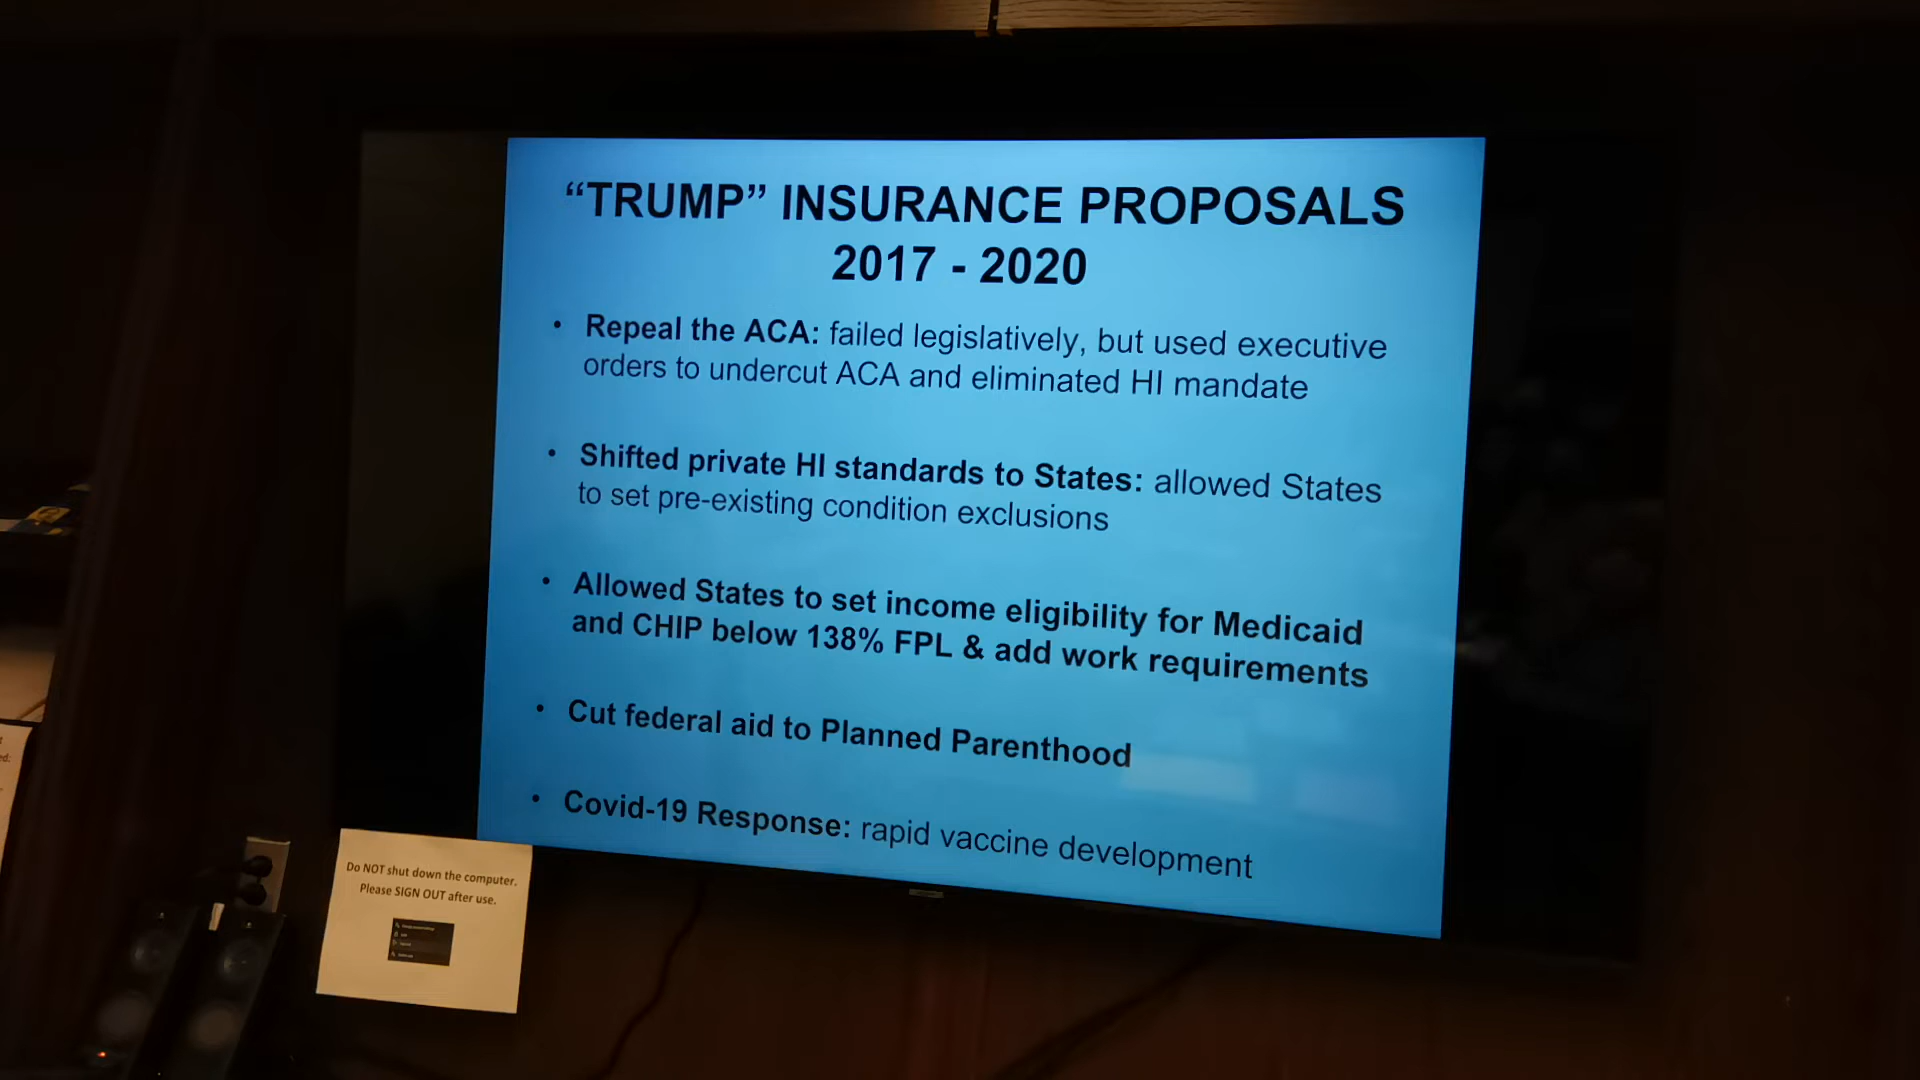 “TRUMP” INSURANCE PROPOSALS
2017 - 2020
• Repeal the ACA: failed legislatively, but used executive
orders to undercut ACA and eliminated HI mandate
• Shifted private HI standards to States: allowed States
to set pre-existing condition exclusions
• Allowed States to set income eligibility for Medicaid
and CHIP below 138% FPL & add work requirements
• Cut federal aid to Planned Parenthood
• Covid-19 Response: rapid vaccine development
Do NOT shut down the computer.
Please SIGN OUT after use.